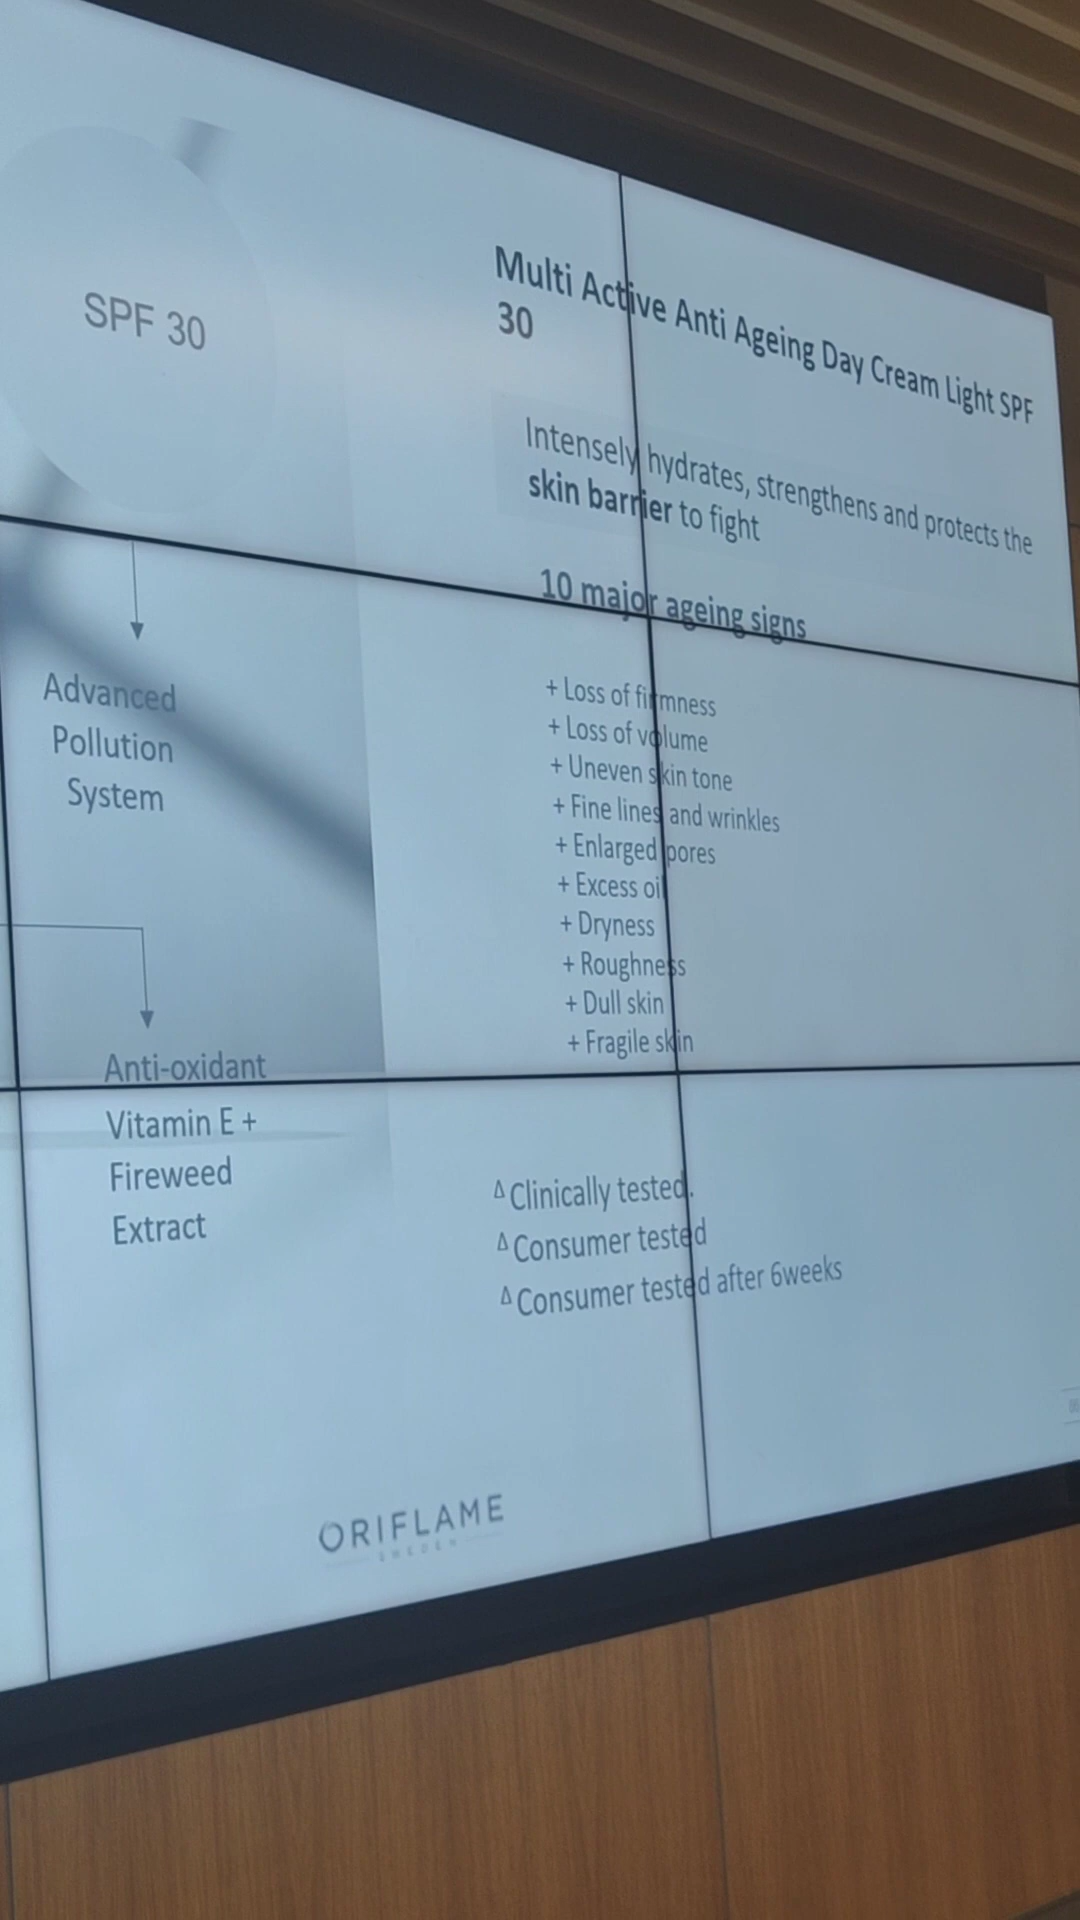 SPF 30
Advanced
Pollution
System
Anti-oxidant
Vitamin E +
Fireweed
Extract
Multi Active Anti Ageing Day Cream Light SPF
30
Intensely hydrates, strengthens and protects the
skin barrier to fight
10 major ageing signs
+ Loss of firmness
+ Loss of volume
+ Uneven skin tone
+ Fine lines and wrinkles
+ Enlarged pores
+ Excess oil
+ Dryness
+ Roughness
+ Dull skin
+ Fragile skin
Δ Clinically tested.
Δ Consumer tested
Δ Consumer tested after 6weeks
ORIFLAME
SWEDEN